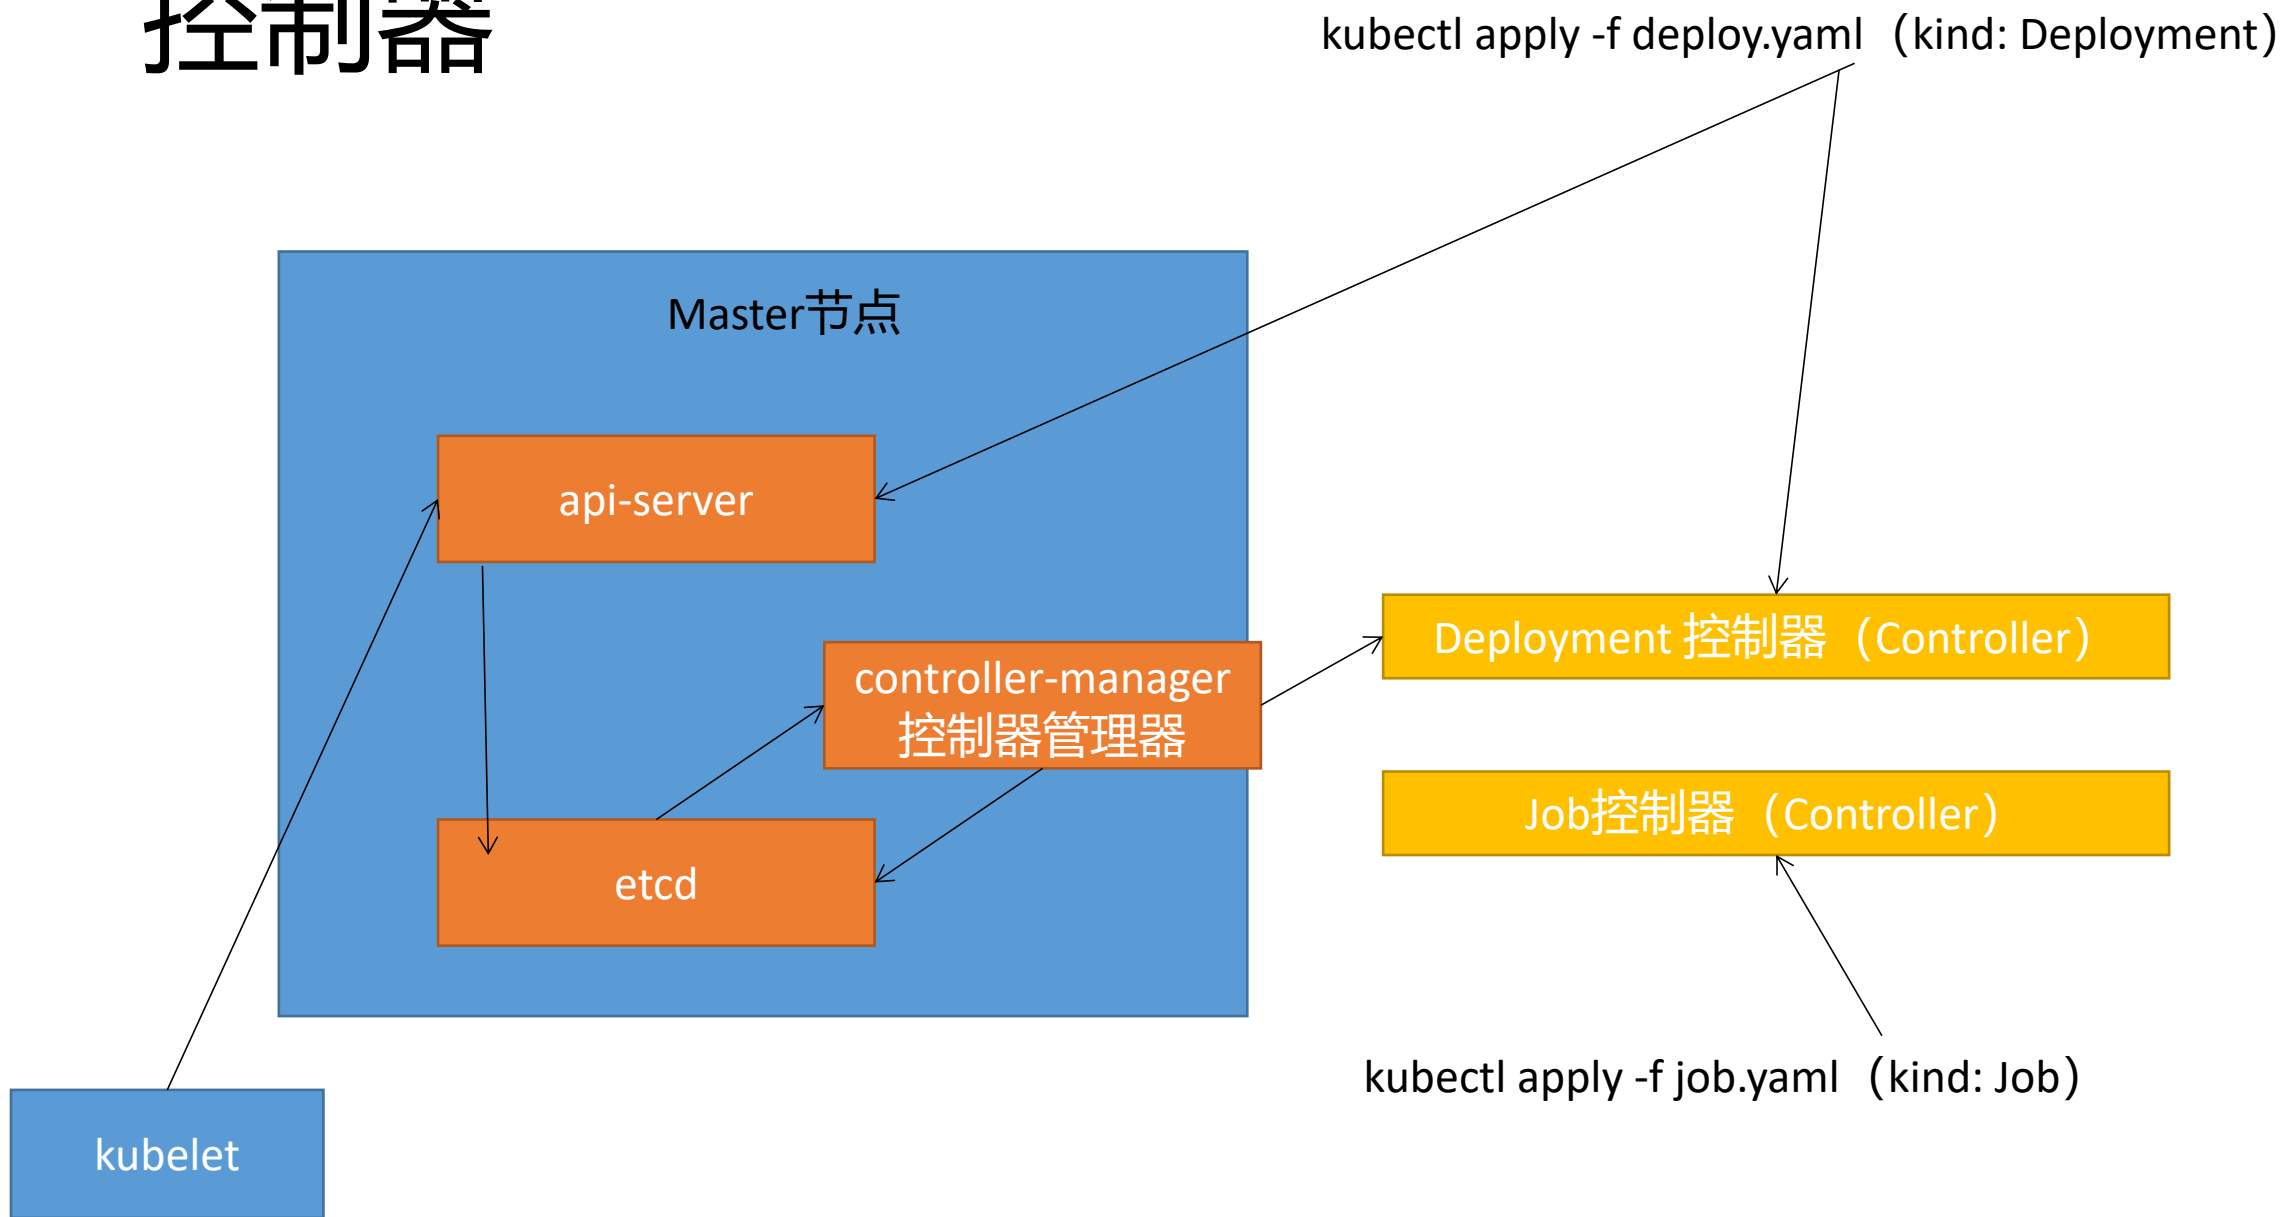 控制器
kubectl apply -f deploy.yaml（kind: Deployment）
Master节点
api-server
Deployment 控制器（Controller）
controller-manager
控制器管理器
Job控制器（Controller）
etcd
kubectl apply -f job.yaml（kind: Job）
kubelet